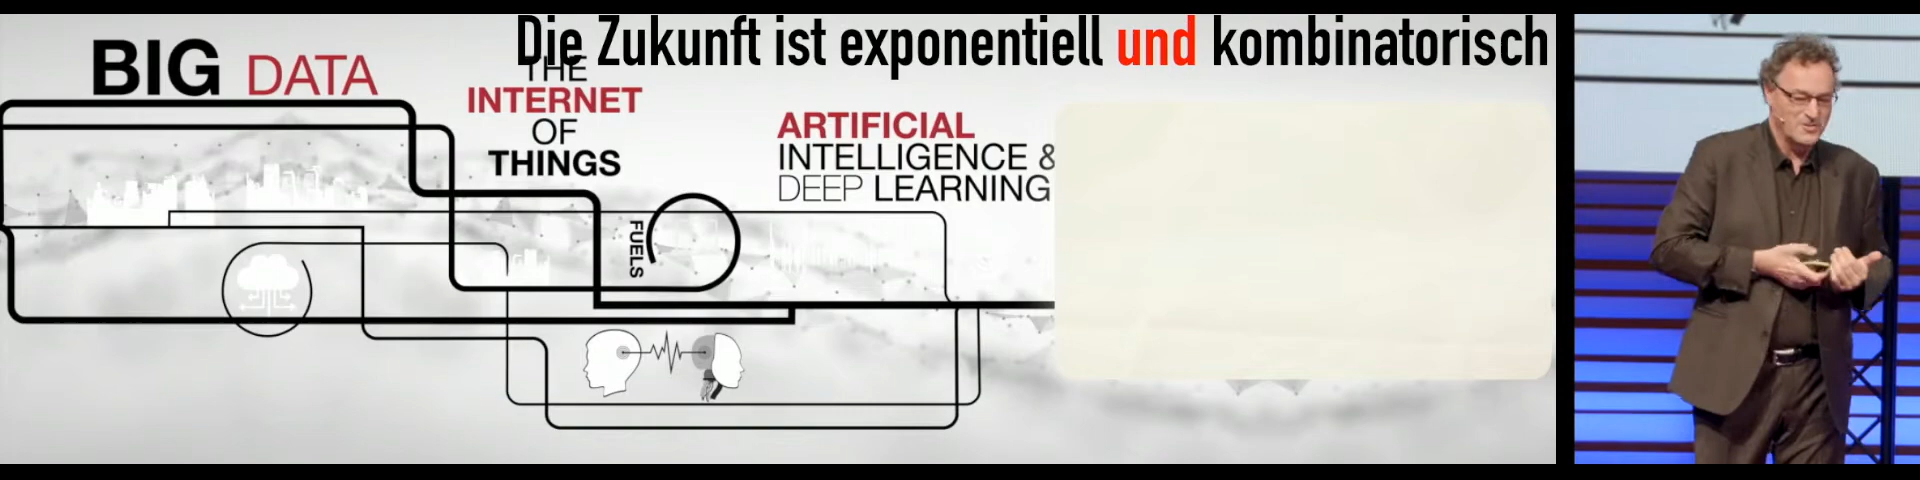 Die Zukunft ist exponentiell und kombinatorisch
BIG DATA
THE
INTERNET
OF
THINGS
ARTIFICIAL
INTELLIGENCE &
DEEP LEARNING
FUELS